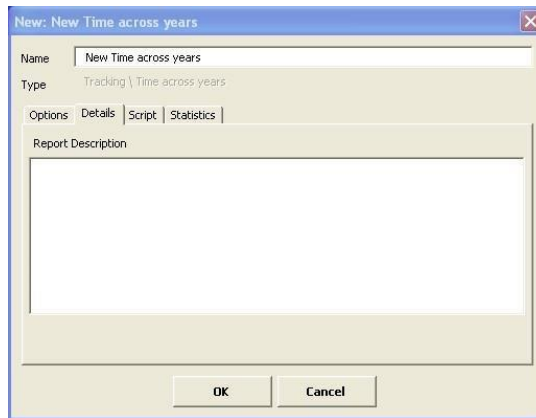 New: New Time across years
Name New Time across years
Type Tracking \ Time across years
Options Details Script Statistics
Report Description
OK Cancel